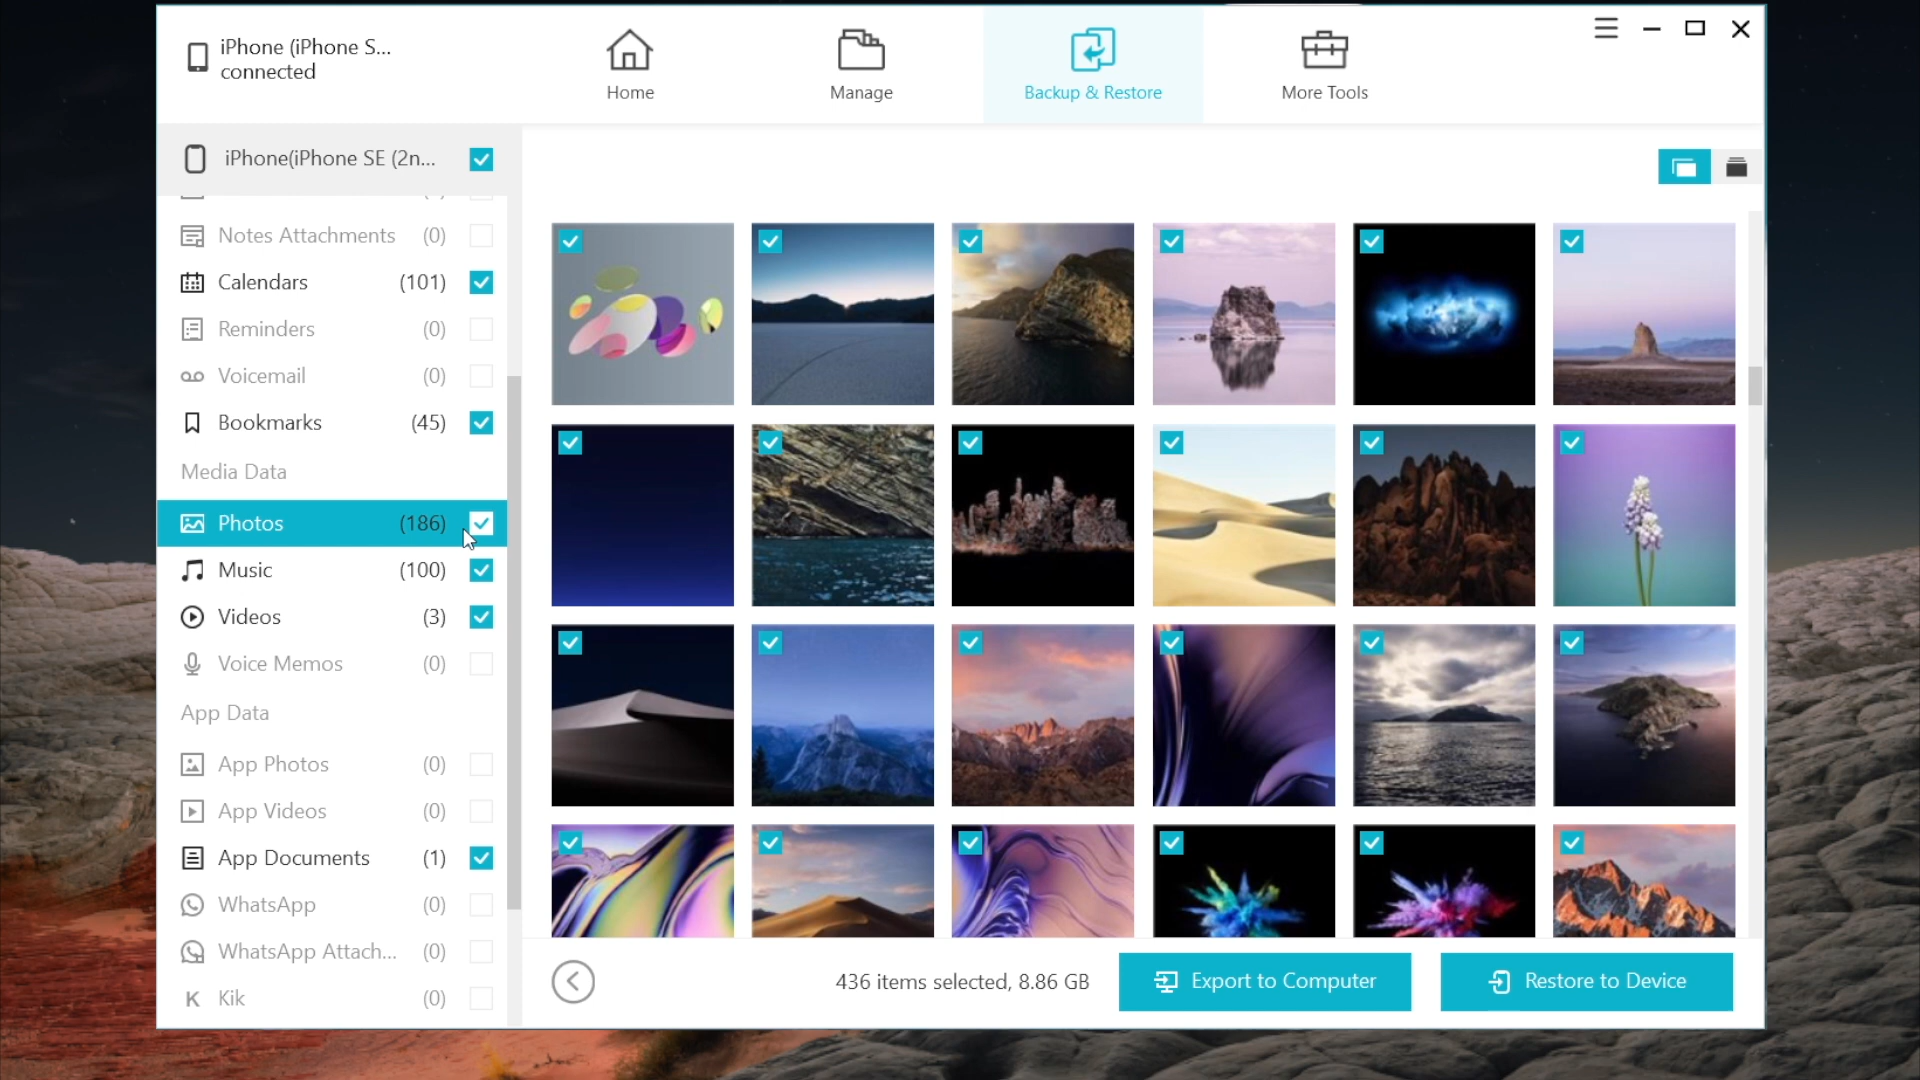 iPhone (iPhone S...
connected
Home
Manage
Backup & Restore
More Tools
iPhone(iPhone SE (2n...
Notes Attachments (0)
Calendars (101)
Reminders (0)
Voicemail (0)
Bookmarks (45)
Media Data
Photos (186)
Music (100)
Videos (3)
Voice Memos (0)
App Data
App Photos (0)
App Videos (0)
App Documents (1)
WhatsApp (0)
WhatsApp Attach... (0)
Kik (0)
436 items selected, 8.86 GB
Export to Computer
Restore to Device